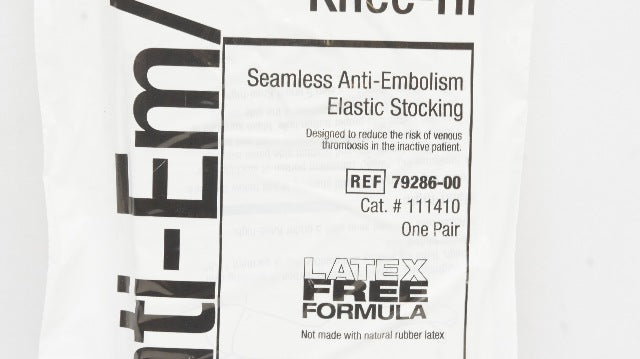 Knee-Hi
Anti-Em/
Seamless Anti-Embolism
Elastic Stocking
Designed to reduce the risk of venous
thrombosis in the inactive patient.
REF 79286-00
Cat. # 111410
One Pair
LATEX
FREE
FORMULA
Not made with natural rubber latex